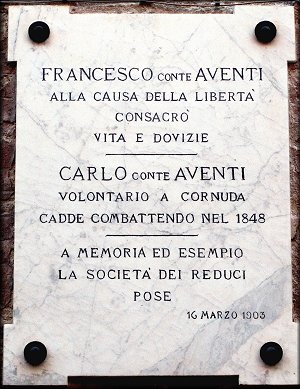 FRANCESCO CONTE AVENTI
ALLA CAUSA DELLA LIBERTA'
CONSACRÒ
VITA E DOVIZIE
CARLO CONTE AVENTI
VOLONTARIO A CORNUDA
CADDE COMBATTENDO NEL 1848
A MEMORIA ED ESEMPIO
LA SOCIETA' DEI REDUCI
POSE
16 MARZO 1903